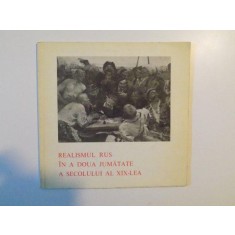 REALISMUL RUS
ÎN A DOUA JUMĂTATE
A SECOLULUI AL XIX-LEA